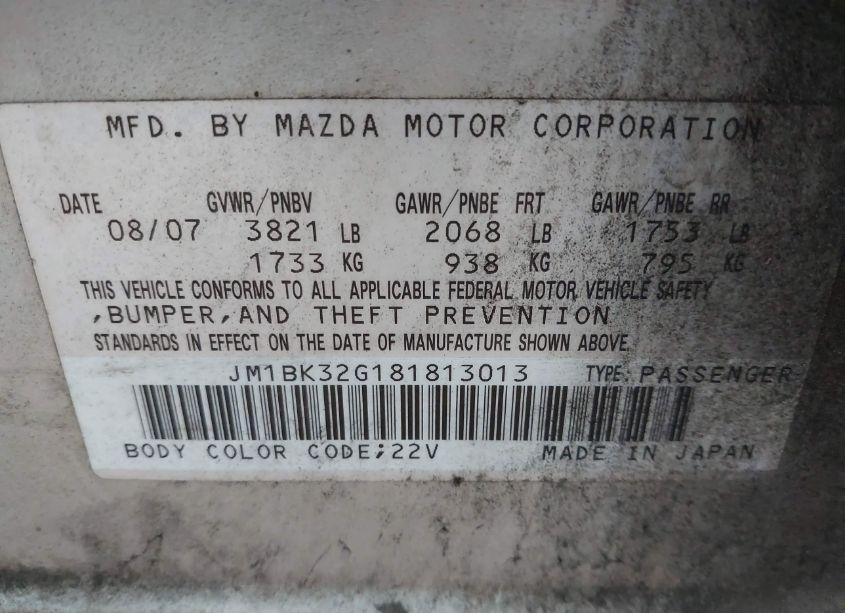 MFD. BY MAZDA MOTOR CORPORATION
DATE GVWR/PNBV GAWR/PNBE FRT GAWR/PNBE RR
08/07 3821 LB 2068 LB 1753 LB
1733 KG 938 KG 795 KG
THIS VEHICLE CONFORMS TO ALL APPLICABLE FEDERAL MOTOR VEHICLE SAFETY
,BUMPER,AND THEFT PREVENTION
STANDARDS IN EFFECT ON THE DATE OF MANUFACTURE SHOWN ABOVE.
JM1BK32G181813013 TYPE:PASSENGER
BODY COLOR CODE;22V MADE IN JAPAN